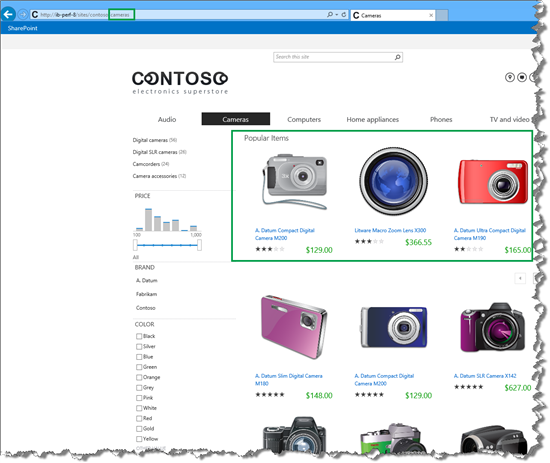 http://ib-perf-8/sites/contoso/cameras
Cameras
SharePoint
Search this site
CONTOSO
electronics superstore
Audio
Cameras
Computers
Home appliances
Phones
TV and video
Digital cameras (59)
Digital SLR cameras (26)
Camcorders (24)
Camera accessories (12)
PRICE
100
1,000
All
BRAND
A. Datum
Fabrikam
Contoso
COLOR
Black
Silver
Blue
Green
Orange
Grey
Pink
White
Red
Gold
Yellow
Popular Items
A. Datum Compact Digital
Camera M200
$129.00
Litware Macro Zoom Lens X300
$366.55
A. Datum Ultra Compact Digital
Camera M190
$165.00
A. Datum Slim Digital Camera
M180
$148.00
A. Datum Compact Digital
Camera M200
$129.00
A. Datum SLR Camera X142
$627.00